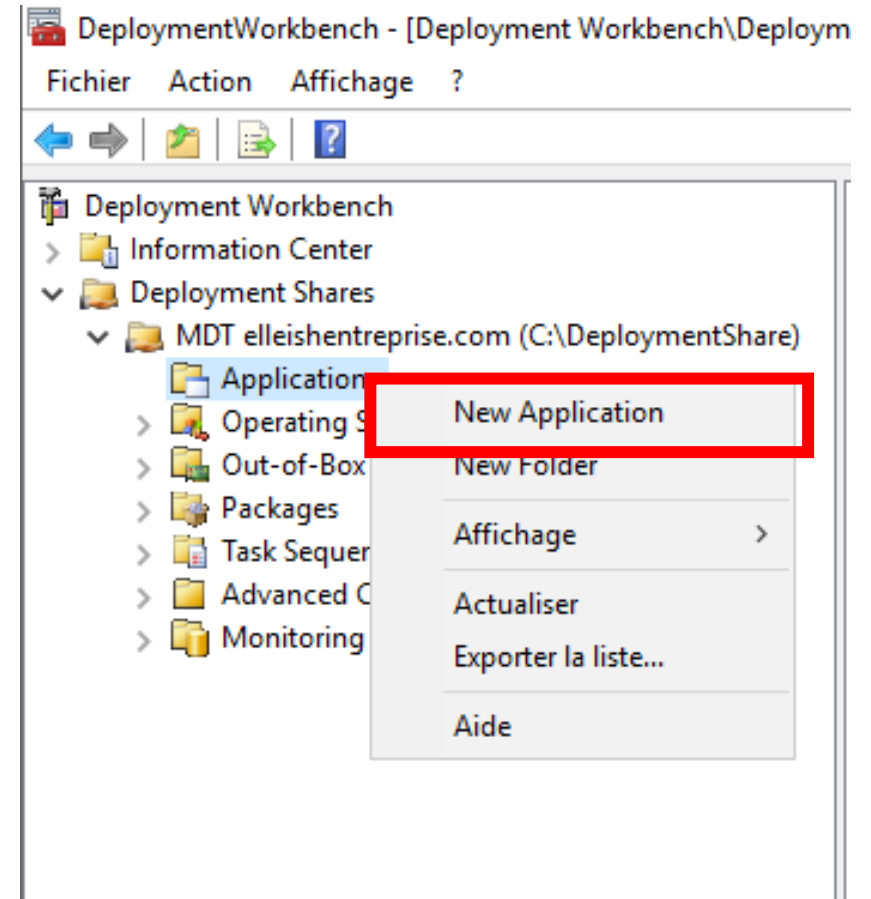 DeploymentWorkbench - [Deployment Workbench\Deploym
Fichier Action Affichage ?
Deployment Workbench
Information Center
Deployment Shares
MDT elleishentreprise.com (C:\DeploymentShare)
Application
Operating S
Out-of-Box
Packages
Task Sequer
Advanced C
Monitoring
New Application
New Folder
Affichage
Actualiser
Exporter la liste...
Aide